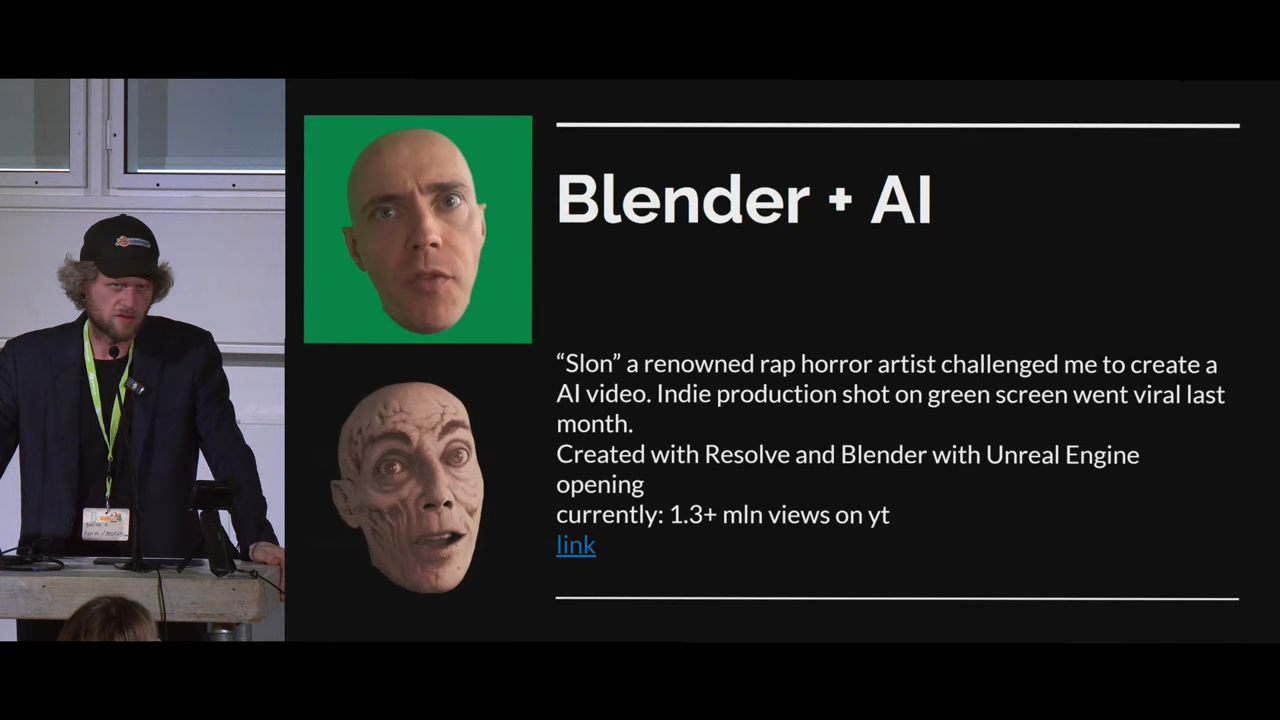 Blender + AI
“Slon” a renowned rap horror artist challenged me to create a
AI video. Indie production shot on green screen went viral last
month.
Created with Resolve and Blender with Unreal Engine
opening
currently: 1.3+ mln views on yt
link